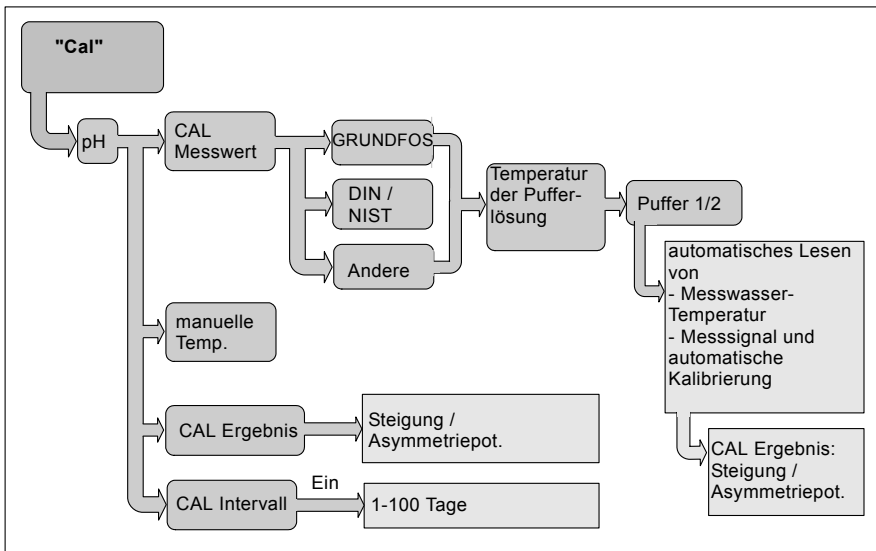 "Cal"
pH
CAL
Messwert
GRUNDFOS
DIN /
NIST
Andere
Temperatur
der Puffer-
lösung
Puffer 1/2
automatisches Lesen
von
- Messwasser-
Temperatur
- Messsignal und
automatische
Kalibrierung
CAL Ergebnis:
Steigung /
Asymmetriepot.
manuelle
Temp.
CAL Ergebnis
Steigung /
Asymmetriepot.
CAL Intervall
Ein
1-100 Tage